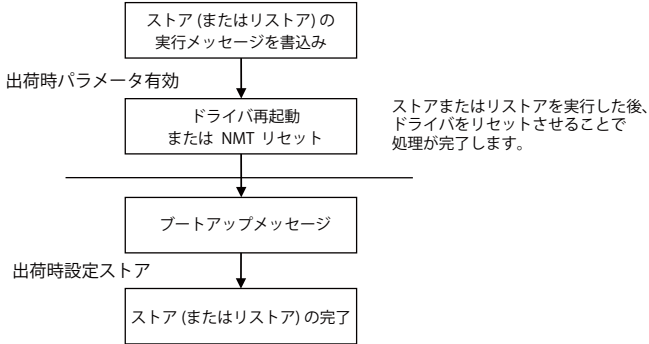 ストア (またはリストア) の
実行メッセージを書込み
出荷時パラメータ有効
ドライバ再起動
または NMT リセット
ストアまたはリストアを実行した後、
ドライバをリセットさせることで
処理が完了します。
ブートアップメッセージ
出荷時設定ストア
ストア (またはリストア) の完了